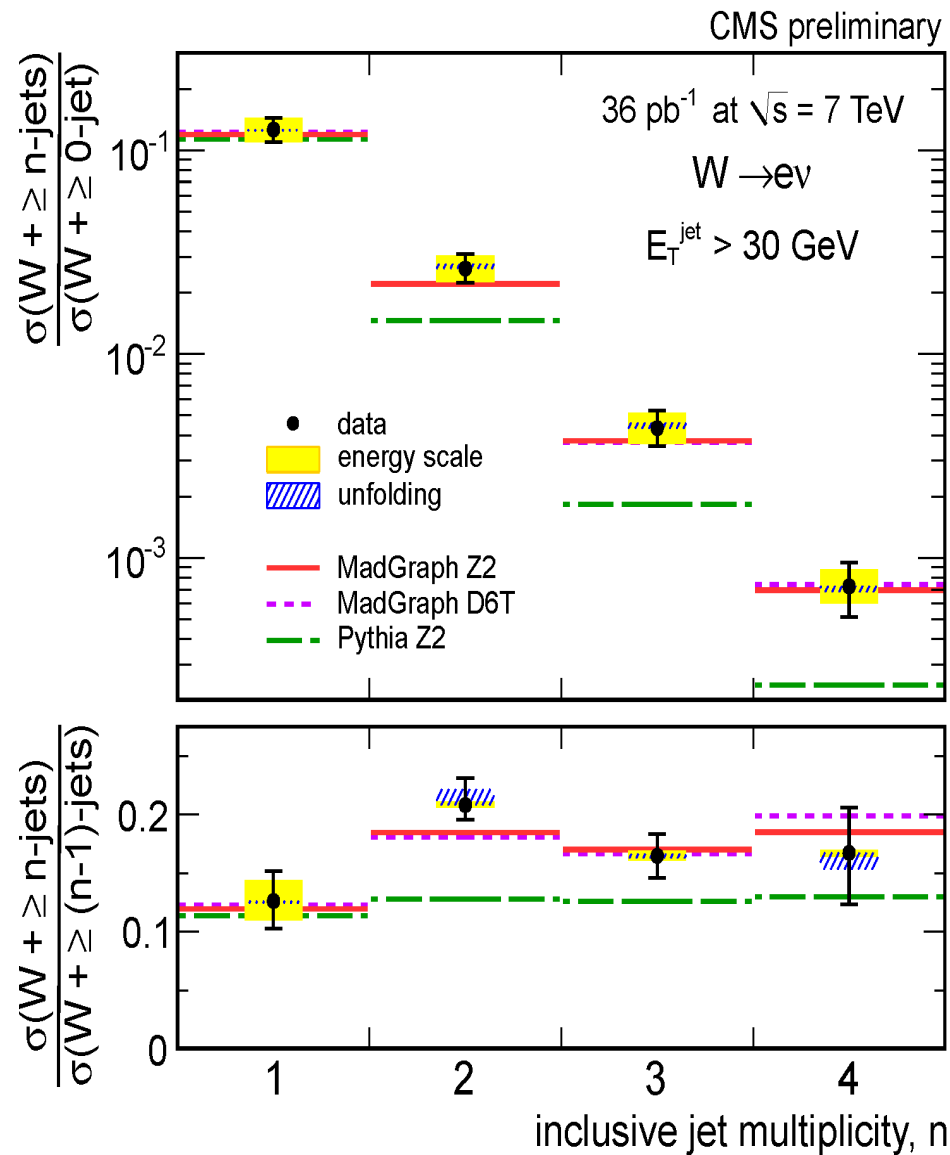 CMS preliminary
σ(W + ≥ n-jets)
σ(W + ≥ 0-jet)
10⁻¹
10⁻²
10⁻³
36 pb⁻¹ at √s = 7 TeV
W →eν
E_T^jet > 30 GeV
data
energy scale
unfolding
MadGraph Z2
MadGraph D6T
Pythia Z2
σ(W + ≥ n-jets)
σ(W + ≥ (n-1)-jets)
0.2
0.1
0
1 2 3 4
inclusive jet multiplicity, n